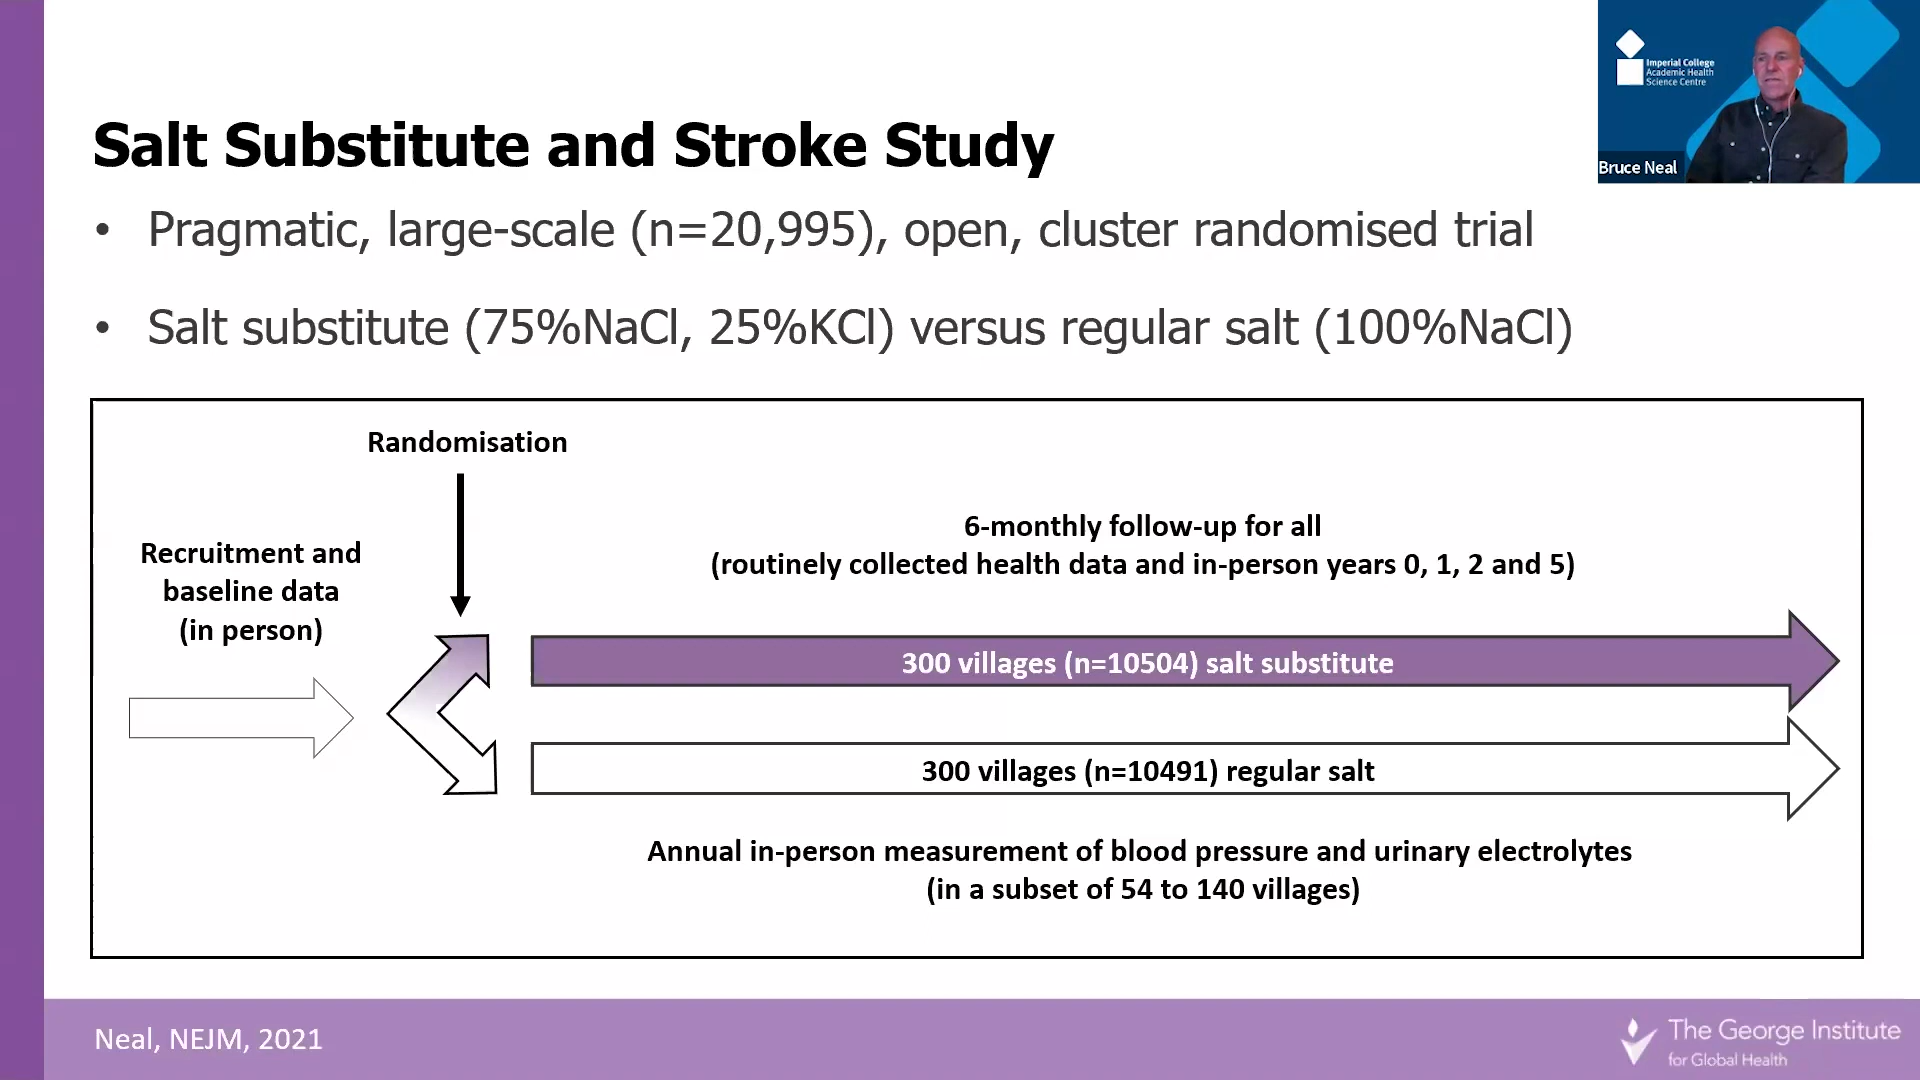 Imperial College
Academic Health
Science Centre
Bruce Neal
Salt Substitute and Stroke Study
• Pragmatic, large-scale (n=20,995), open, cluster randomised trial
• Salt substitute (75%NaCl, 25%KCl) versus regular salt (100%NaCl)
Randomisation
6-monthly follow-up for all
(routinely collected health data and in-person years 0, 1, 2 and 5)
Recruitment and
baseline data
(in person)
300 villages (n=10504) salt substitute
300 villages (n=10491) regular salt
Annual in-person measurement of blood pressure and urinary electrolytes
(in a subset of 54 to 140 villages)
Neal, NEJM, 2021
The George Institute
for Global Health